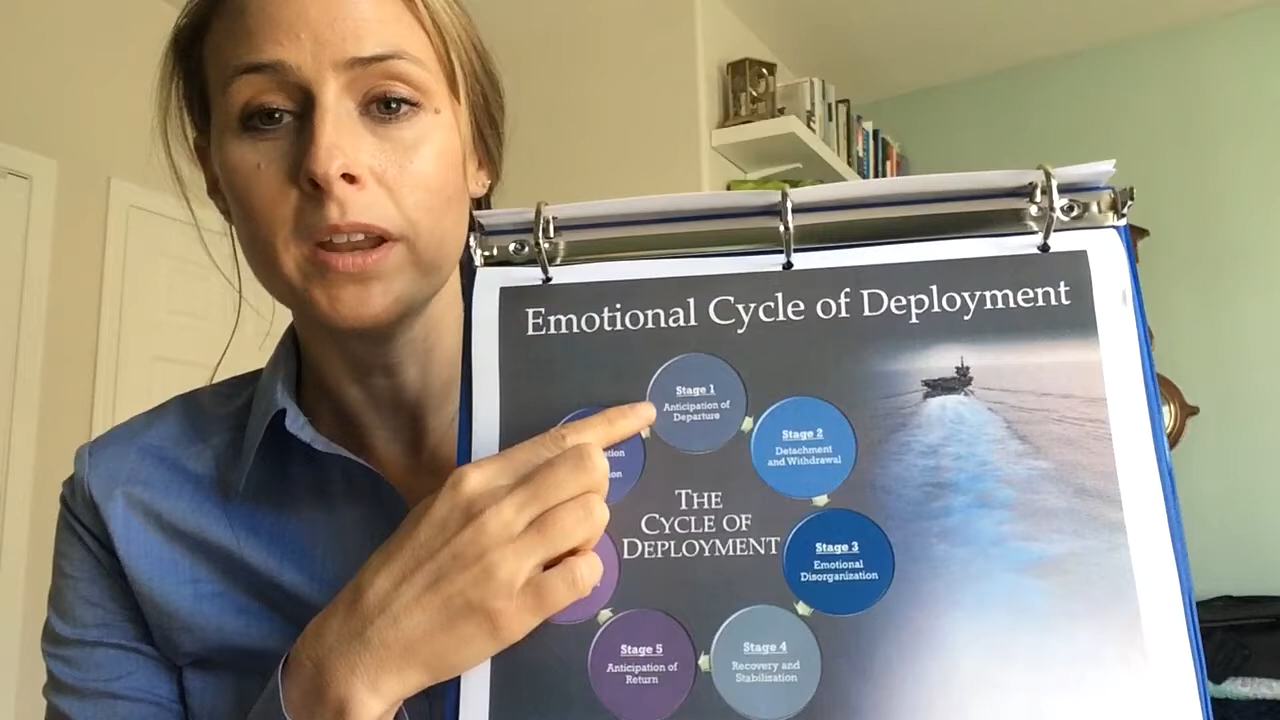 Emotional Cycle of Deployment
Stage 1
Anticipation of
Departure
Stage 2
Detachment
and Withdrawal
Stage 3
Emotional
Disorganization
Stage 4
Recovery and
Stabilization
Stage 5
Anticipation of
Return
THE
CYCLE OF
DEPLOYMENT